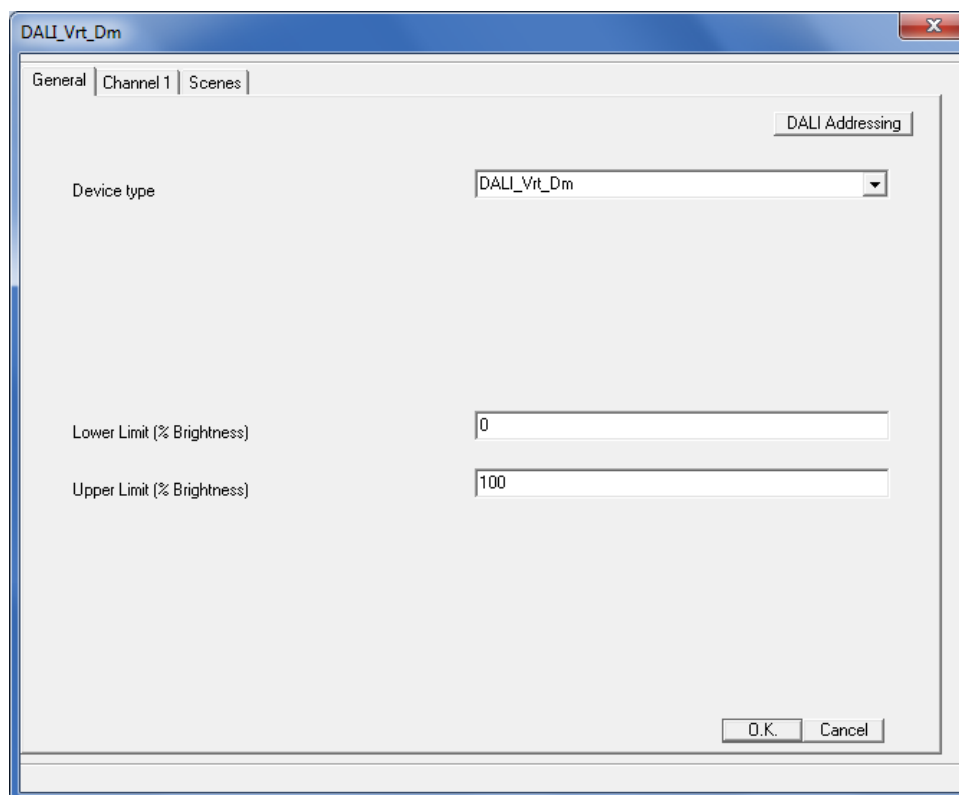 DALI_Vrt_Dm
General Channel 1 Scenes
DALI Addressing
Device type DALI_Vrt_Dm
Lower Limit (% Brightness) 0
Upper Limit (% Brightness) 100
O.K. Cancel